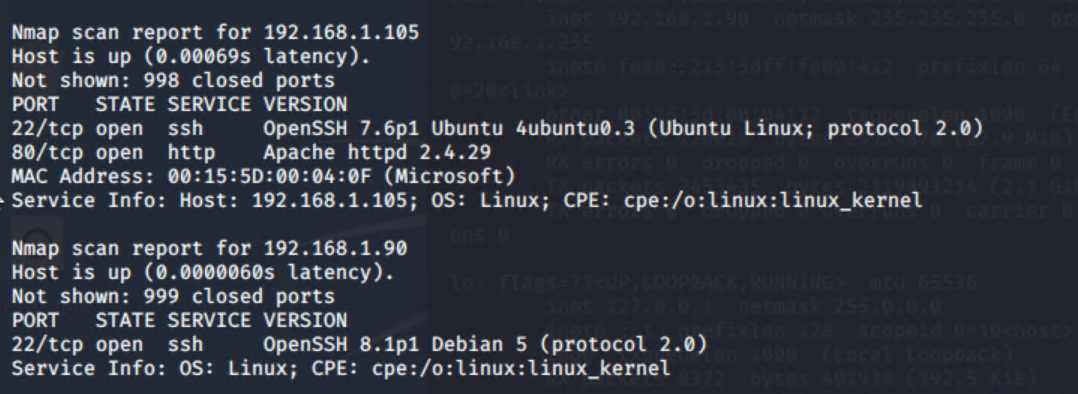 Nmap scan report for 192.168.1.105
Host is up (0.00069s latency).
Not shown: 998 closed ports
PORT   STATE SERVICE VERSION
22/tcp open  ssh     OpenSSH 7.6p1 Ubuntu 4ubuntu0.3 (Ubuntu Linux; protocol 2.0)
80/tcp open  http    Apache httpd 2.4.29
MAC Address: 00:15:5D:00:04:0F (Microsoft)
Service Info: Host: 192.168.1.105; OS: Linux; CPE: cpe:/o:linux:linux_kernel
Nmap scan report for 192.168.1.90
Host is up (0.0000060s latency).
Not shown: 999 closed ports
PORT   STATE SERVICE VERSION
22/tcp open  ssh     OpenSSH 8.1p1 Debian 5 (protocol 2.0)
Service Info: OS: Linux; CPE: cpe:/o:linux:linux_kernel
inet 192.168.1.90  netmask 255.255.255.0
92.168.1.255
inet6 fe80::215:5dff:fe00:412  prefixlen 64
0x20<link>
RX errors 0  dropped 0  overruns 0  frame 0
ons 0
lo: flags=73<UP,LOOPBACK,RUNNING>  mtu 65536
inet 127.0.0.1  netmask 255.0.0.0
prefixlen 128  scopeid 0x10<host>
1000  (Local Loopback)
bytes 401938 (392.5 KiB)